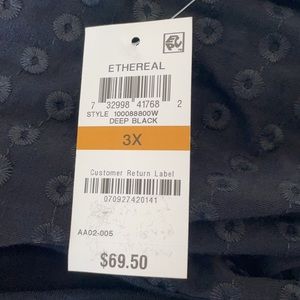 ETHEREAL
7 32998 41768 2
STYLE 100088800W
DEEP BLACK
3X
Customer Return Label
070927420141
AA02-005
$69.50